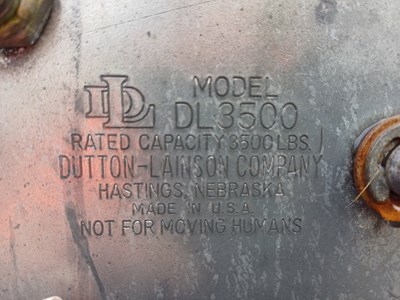 DL MODEL
DL3500
RATED CAPACITY 3500 LBS.
DUTTON-LAINSON COMPANY
HASTINGS, NEBRASKA
MADE IN U.S.A.
NOT FOR MOVING HUMANS